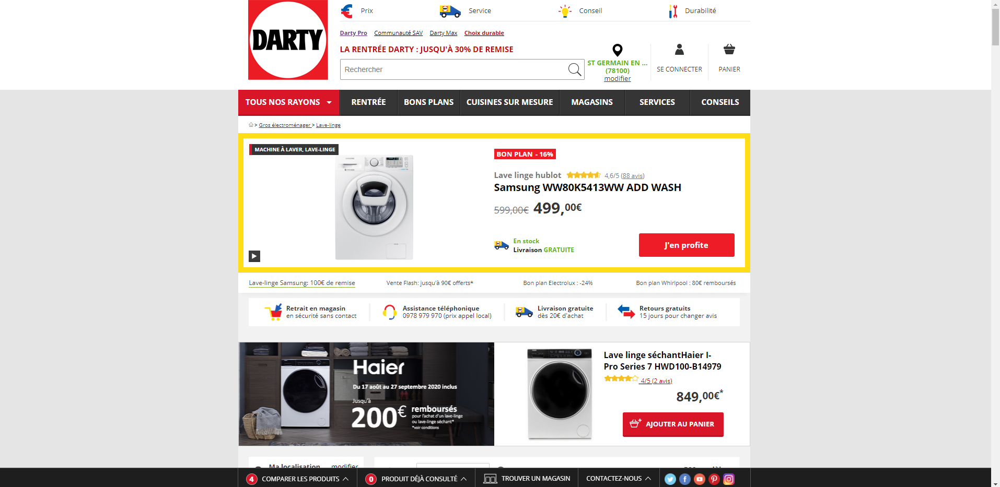 DARTY
Prix
Service
Conseil
Durabilité
Darty Pro
Communauté SAV
Darty Max
Choix durable
LA RENTRÉE DARTY : JUSQU'À 30% DE REMISE
Rechercher
ST GERMAIN EN ...
(78100)
modifier
SE CONNECTER
PANIER
TOUS NOS RAYONS
RENTRÉE
BONS PLANS
CUISINES SUR MESURE
MAGASINS
SERVICES
CONSEILS
> Gros électroménager > Lave-linge
MACHINE À LAVER, LAVE-LINGE
BON PLAN - 16%
Lave linge hublot 4,6/5 (88 avis)
Samsung WW80K5413WW ADD WASH
599,00€ 499,00€
En stock
Livraison GRATUITE
J'en profite
Lave-linge Samsung: 100€ de remise
Vente Flash: jusqu'à 90€ offerts*
Bon plan Electrolux : -24%
Bon plan Whirlpool : 80€ remboursés
Retrait en magasin
en sécurité sans contact
Assistance téléphonique
0978 979 970 (prix appel local)
Livraison gratuite
dès 20€ d'achat
Retours gratuits
15 jours pour changer avis
Haier
Du 17 août au 27 septembre 2020 inclus
Jusqu'à
200€ remboursés
pour l'achat d'un lave-linge
ou lave-linge séchant*
*voir conditions
Lave linge séchantHaier I-
Pro Series 7 HWD100-B14979
4/5 (2 avis)
849,00€*
AJOUTER AU PANIER
Ma localisation
modifier
4 COMPARER LES PRODUITS
0 PRODUIT DÉJÀ CONSULTÉ
TROUVER UN MAGASIN
CONTACTEZ-NOUS